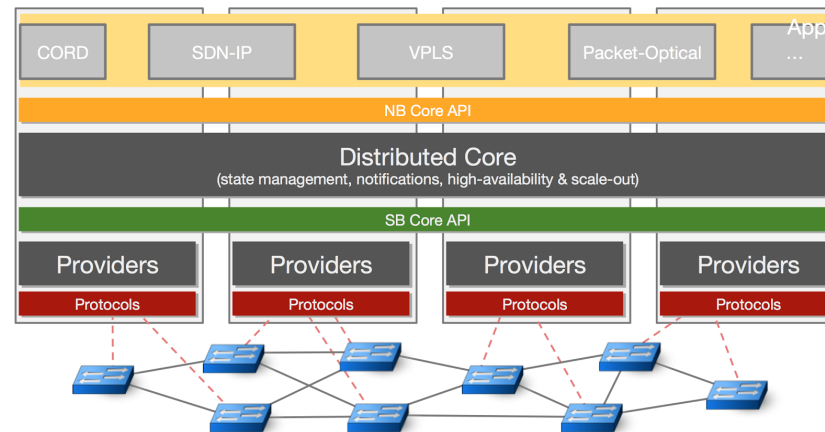 App
CORD
SDN-IP
VPLS
Packet-Optical
...
NB Core API
Distributed Core
(state management, notifications, high-availability & scale-out)
SB Core API
Providers
Providers
Providers
Providers
Protocols
Protocols
Protocols
Protocols